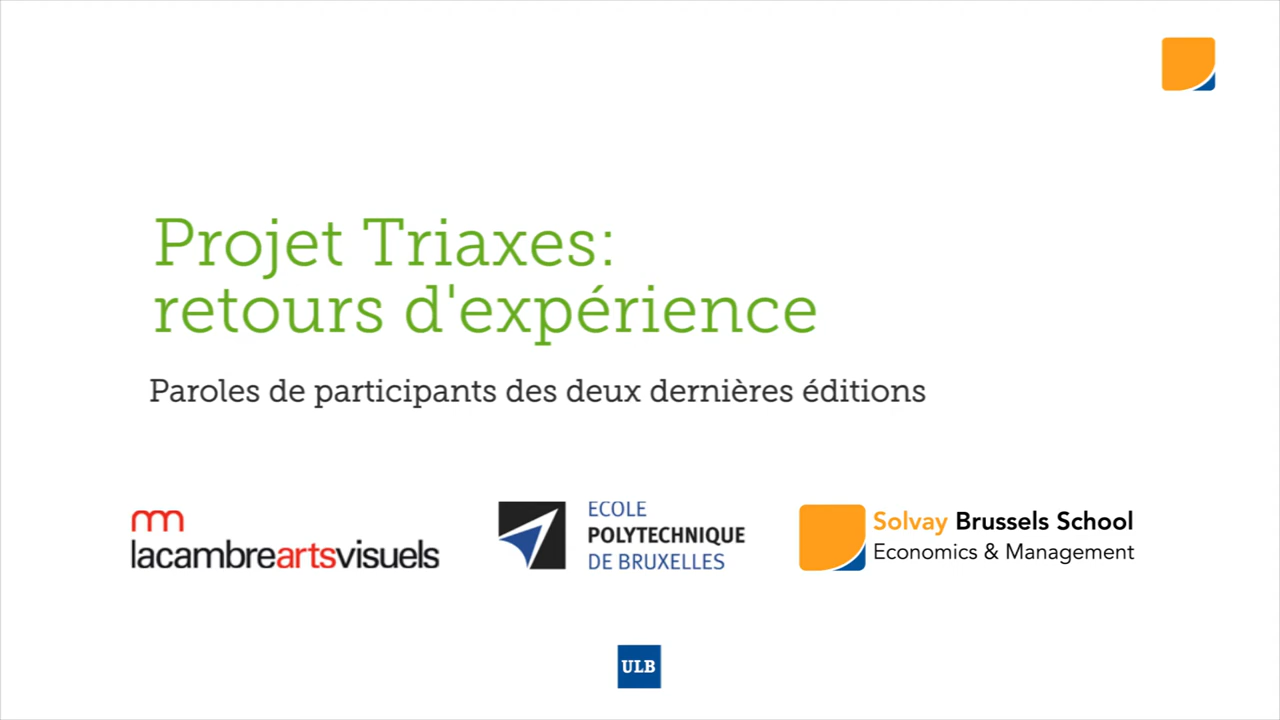 Projet Triaxes:
retours d'expérience
Paroles de participants des deux dernières éditions
lacambreartsvisuels
ECOLE
POLYTECHNIQUE
DE BRUXELLES
Solvay Brussels School
Economics & Management
ULB